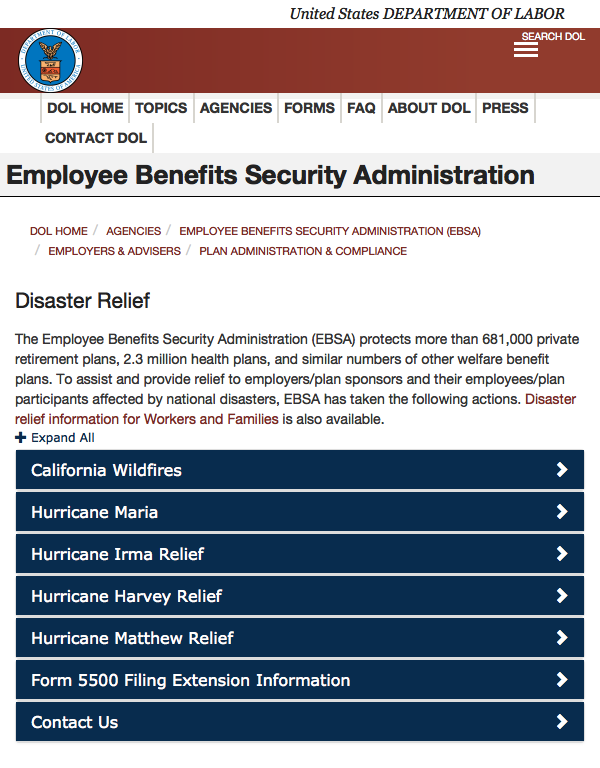 United States DEPARTMENT OF LABOR
SEARCH DOL
DEPARTMENT OF LABOR
UNITED STATES OF AMERICA
DOL HOME TOPICS AGENCIES FORMS FAQ ABOUT DOL PRESS
CONTACT DOL
Employee Benefits Security Administration
DOL HOME / AGENCIES / EMPLOYEE BENEFITS SECURITY ADMINISTRATION (EBSA)
/ EMPLOYERS & ADVISERS / PLAN ADMINISTRATION & COMPLIANCE
Disaster Relief
The Employee Benefits Security Administration (EBSA) protects more than 681,000 private
retirement plans, 2.3 million health plans, and similar numbers of other welfare benefit
plans. To assist and provide relief to employers/plan sponsors and their employees/plan
participants affected by national disasters, EBSA has taken the following actions. Disaster
relief information for Workers and Families is also available.
Expand All
California Wildfires
Hurricane Maria
Hurricane Irma Relief
Hurricane Harvey Relief
Hurricane Matthew Relief
Form 5500 Filing Extension Information
Contact Us